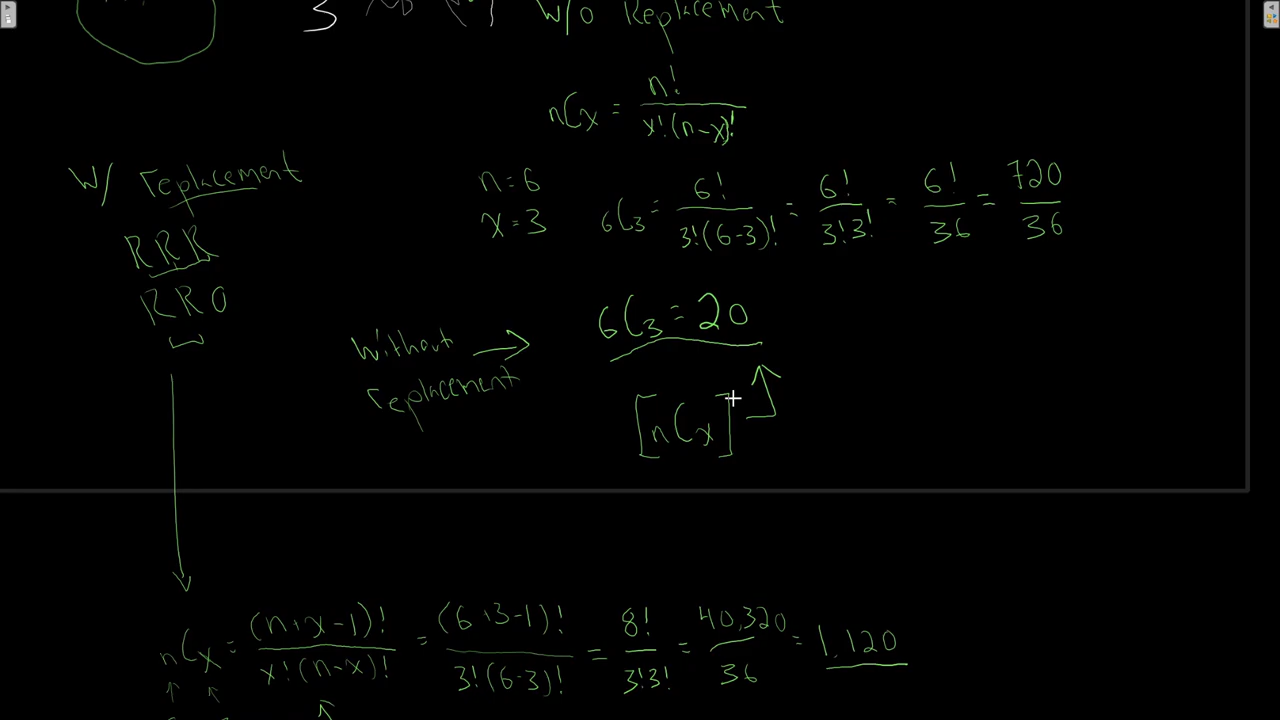 W/O Replacement
nCx = n! / x!(n-x)!
W/ replacement
n=6
x=3
6C3 = 6! / 3!(6-3)! = 6! / 3!3! = 6! / 36 = 720 / 36
RRR
RRO
6C3 = 20
Without replacement →
[nCx]
nCx = (n+x-1)! / x!(n-x)! = (6+3-1)! / 3!(6-3)! = 8! / 3!3! = 40,320 / 36 = 1,120